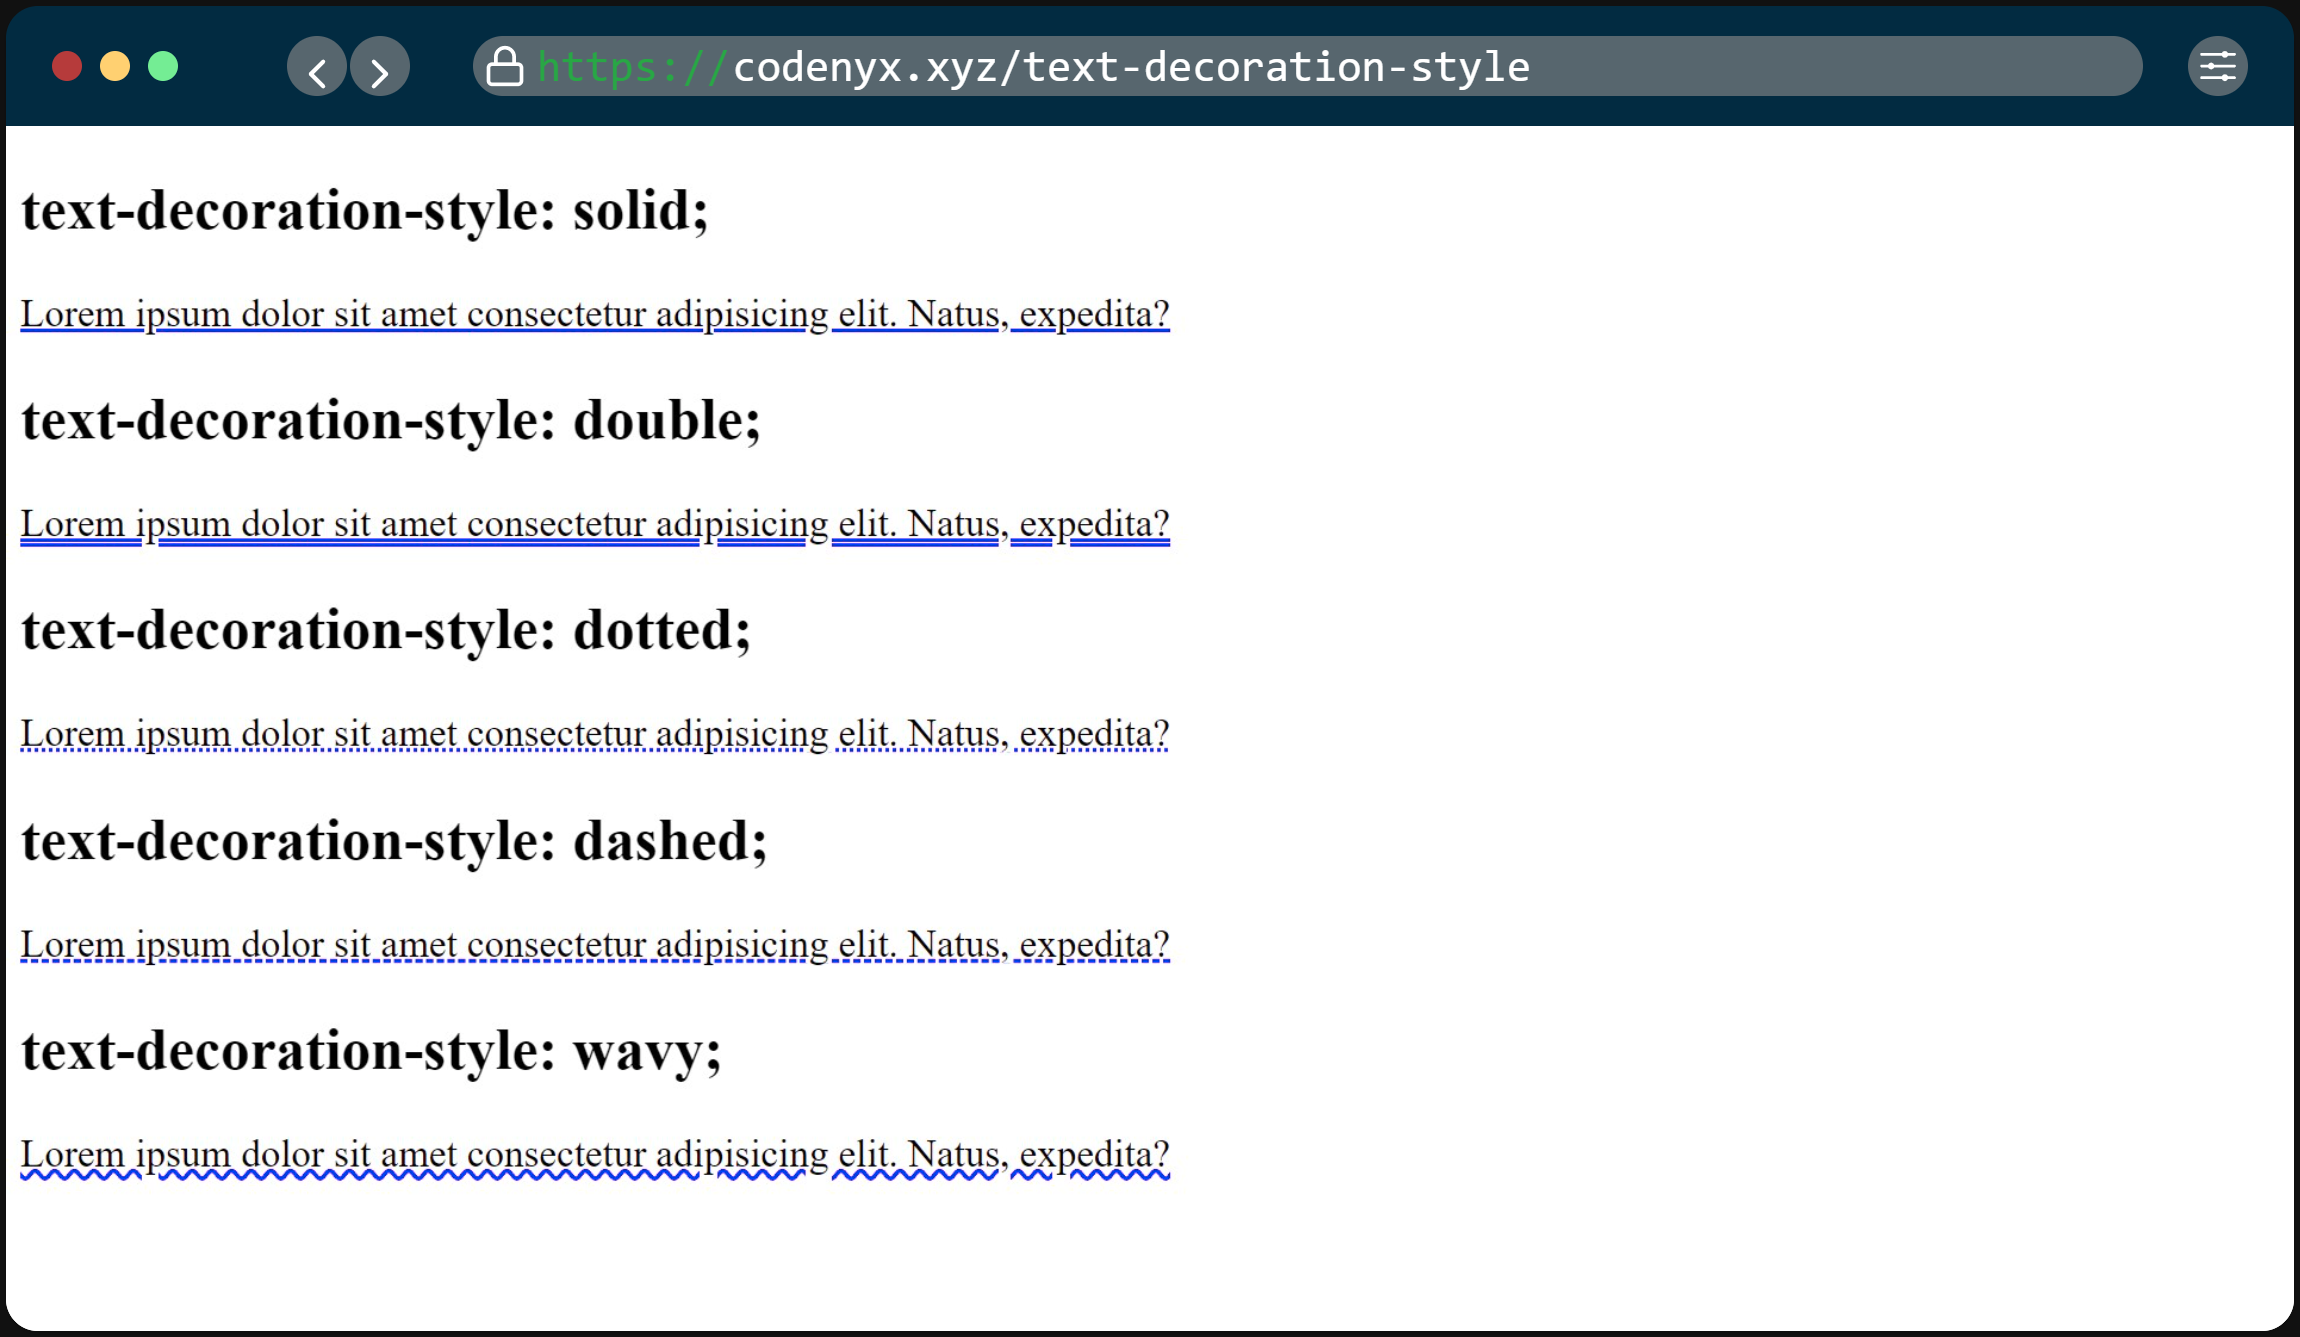 https://codenyx.xyz/text-decoration-style
text-decoration-style: solid;
Lorem ipsum dolor sit amet consectetur adipisicing elit. Natus, expedita?
text-decoration-style: double;
Lorem ipsum dolor sit amet consectetur adipisicing elit. Natus, expedita?
text-decoration-style: dotted;
Lorem ipsum dolor sit amet consectetur adipisicing elit. Natus, expedita?
text-decoration-style: dashed;
Lorem ipsum dolor sit amet consectetur adipisicing elit. Natus, expedita?
text-decoration-style: wavy;
Lorem ipsum dolor sit amet consectetur adipisicing elit. Natus, expedita?